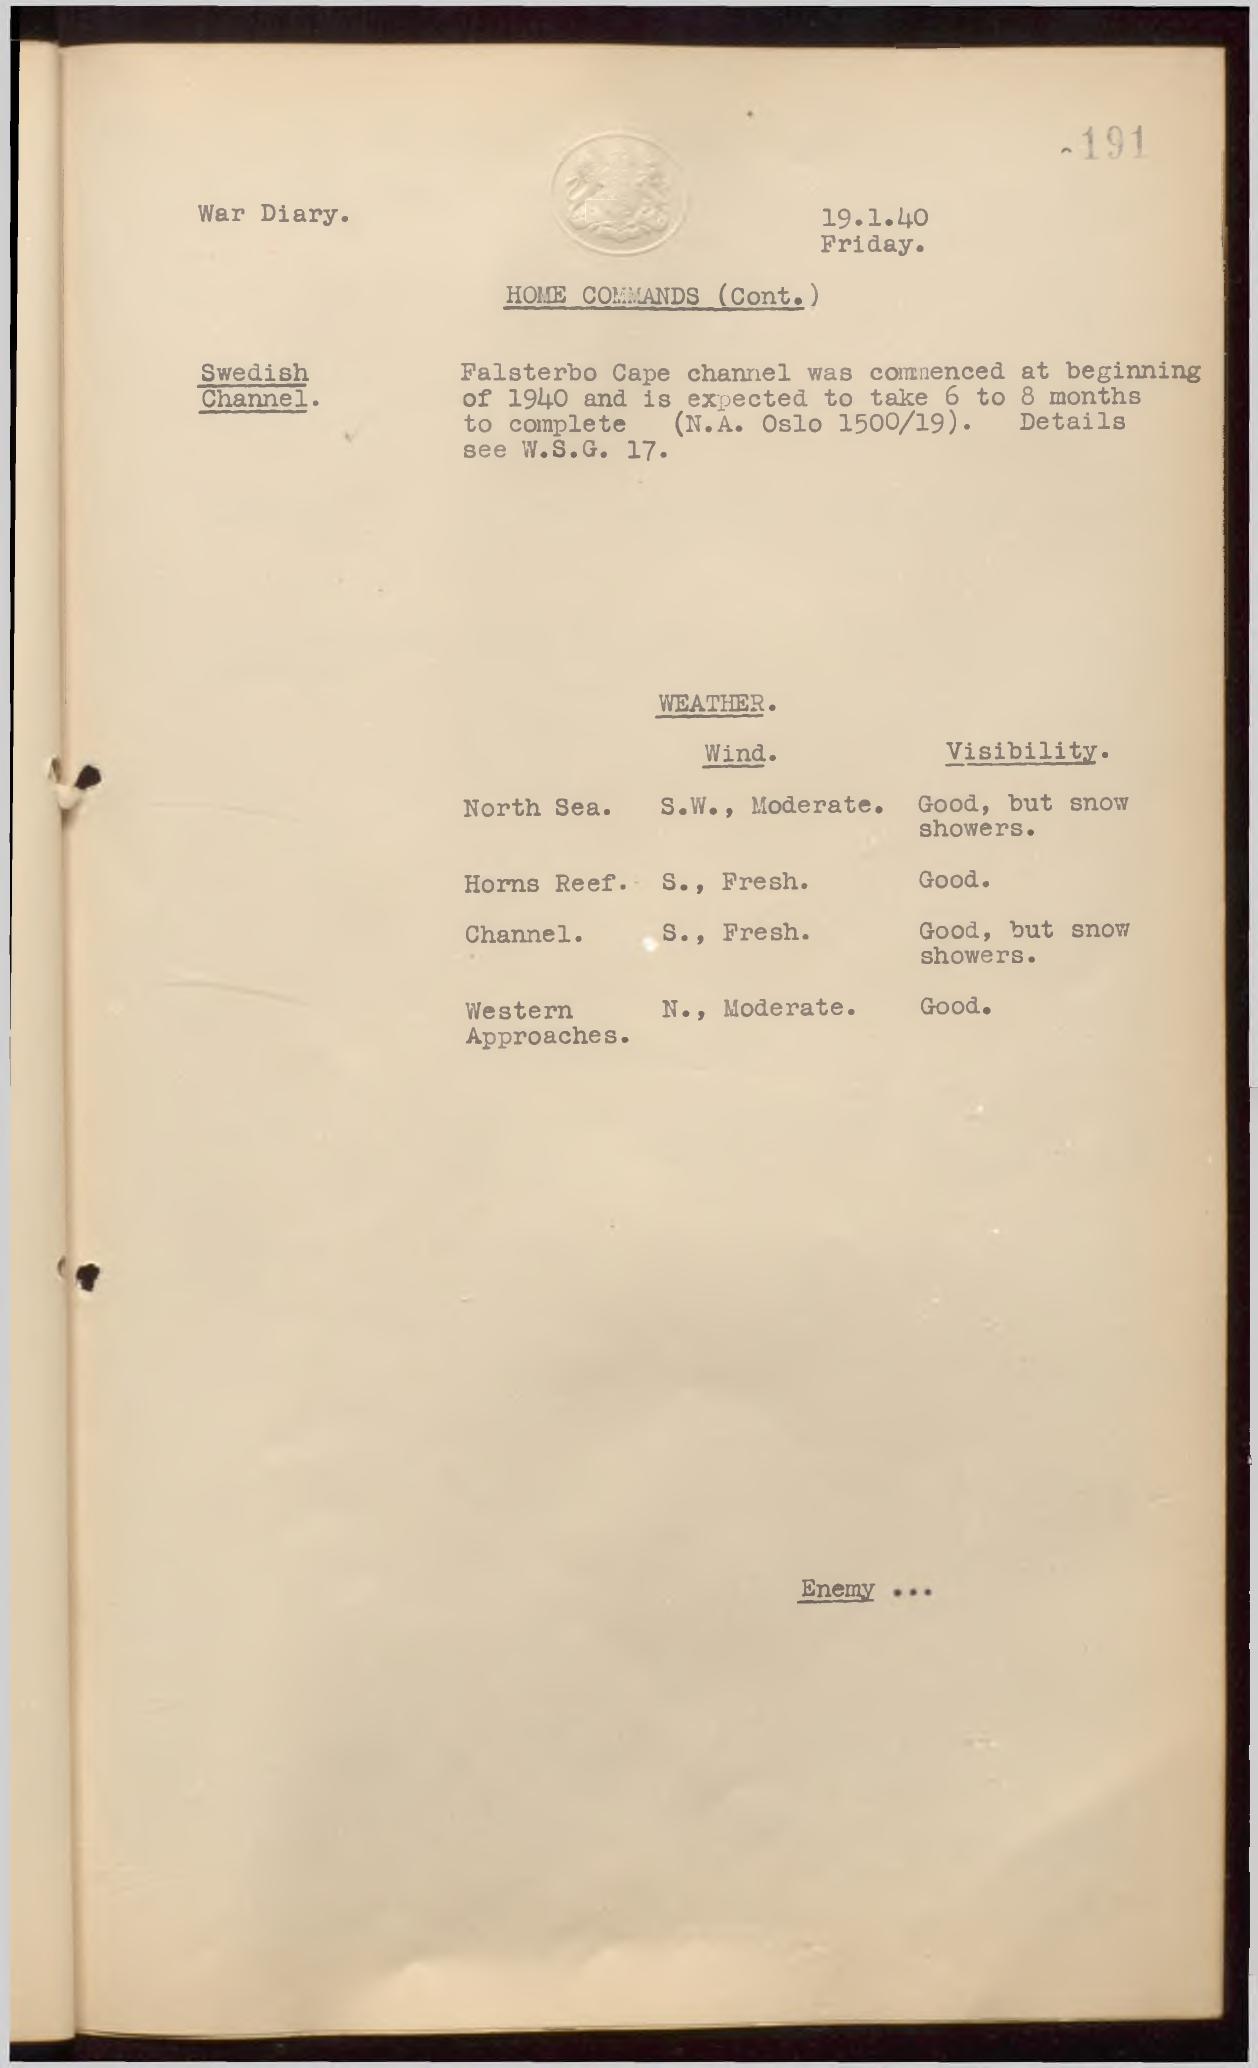 191
War Diary.
19.1.40
Friday.
HOME COMMANDS (Cont.)
Swedish
Channel.
Falsterbo Cape channel was commenced at beginning
of 1940 and is expected to take 6 to 8 months
to complete (N.A. Oslo 1500/19). Details
see W.S.G. 17.
WEATHER.
Wind. Visibility.
North Sea. S.W., Moderate. Good, but snow
showers.
Horns Reef. S., Fresh. Good.
Channel. S., Fresh. Good, but snow
showers.
Western N., Moderate. Good.
Approaches.
Enemy ...